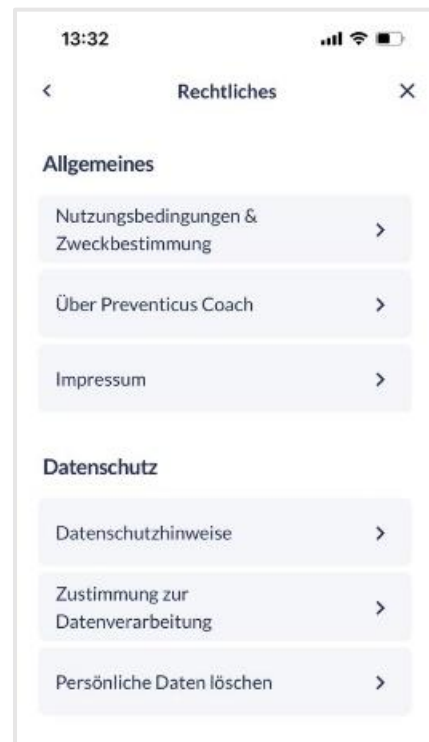 13:32
Rechtliches
Allgemeines
Nutzungsbedingungen &
Zweckbestimmung
Über Preventicus Coach
Impressum
Datenschutz
Datenschutzhinweise
Zustimmung zur
Datenverarbeitung
Persönliche Daten löschen